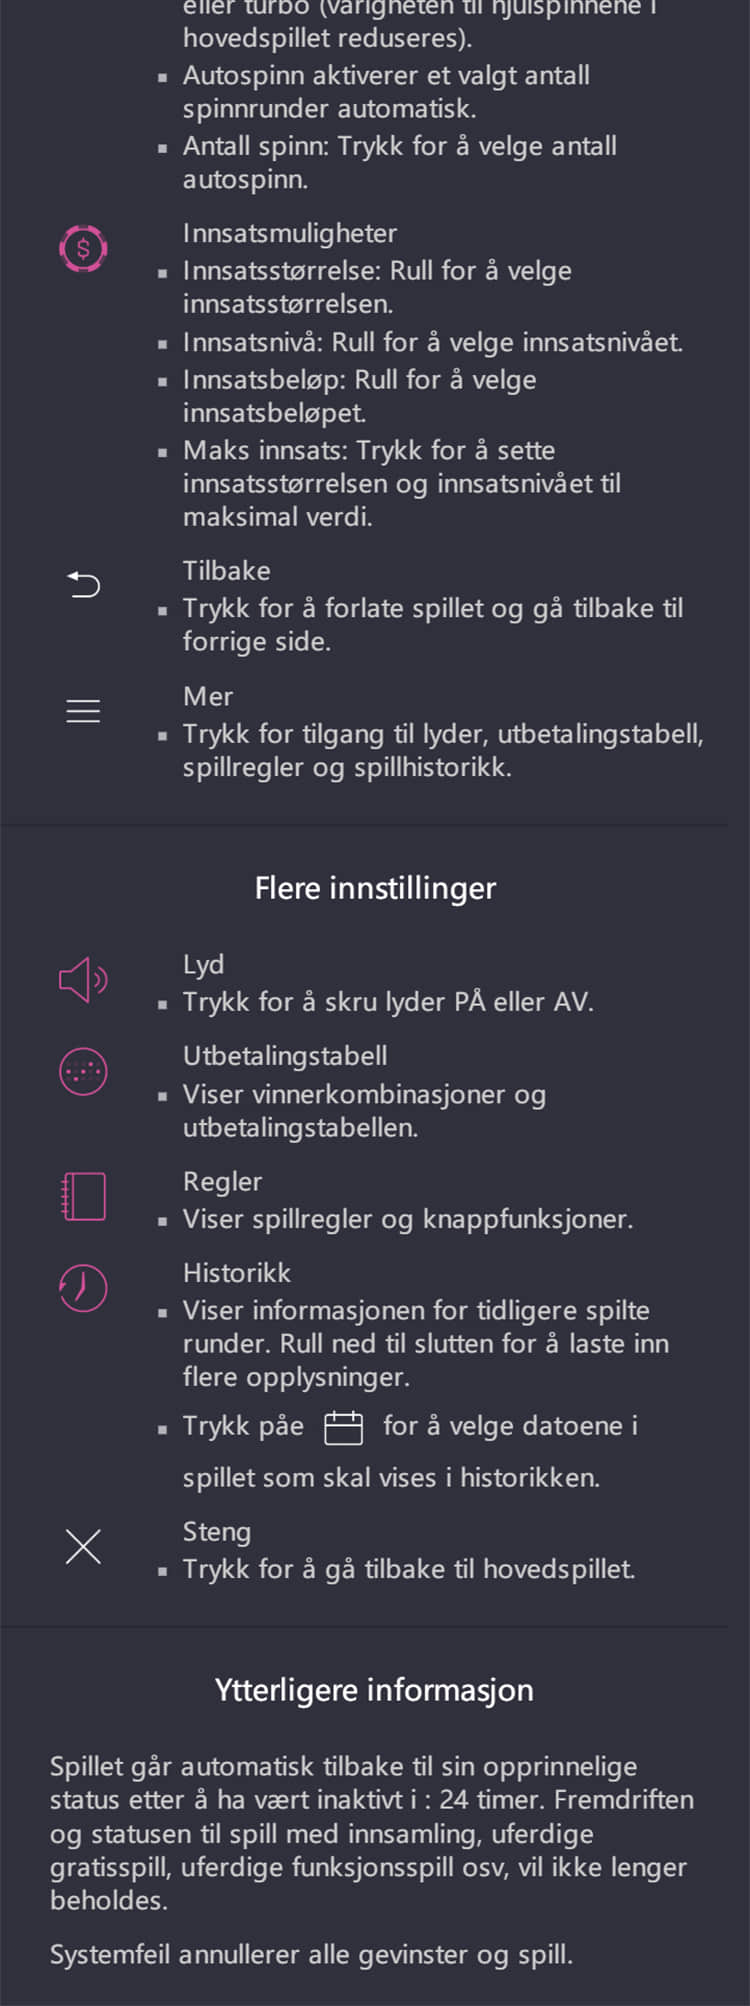 eller turbo (varigheten til hjulspinnene i
hovedspillet reduseres).
▪ Autospinn aktiverer et valgt antall
spinnrunder automatisk.
▪ Antall spinn: Trykk for å velge antall
autospinn.
Innsatsmuligheter
▪ Innsatsstørrelse: Rull for å velge
innsatsstørrelsen.
▪ Innsatsnivå: Rull for å velge innsatsnivået.
▪ Innsatsbeløp: Rull for å velge
innsatsbeløpet.
▪ Maks innsats: Trykk for å sette
innsatsstørrelsen og innsatsnivået til
maksimal verdi.
Tilbake
▪ Trykk for å forlate spillet og gå tilbake til
forrige side.
Mer
▪ Trykk for tilgang til lyder, utbetalingstabell,
spillregler og spillhistorikk.
Flere innstillinger
Lyd
▪ Trykk for å skru lyder PÅ eller AV.
Utbetalingstabell
▪ Viser vinnerkombinasjoner og
utbetalingstabellen.
Regler
▪ Viser spillregler og knappfunksjoner.
Historikk
▪ Viser informasjonen for tidligere spilte
runder. Rull ned til slutten for å laste inn
flere opplysninger.
▪ Trykk påe for å velge datoene i
spillet som skal vises i historikken.
Steng
▪ Trykk for å gå tilbake til hovedspillet.
Ytterligere informasjon
Spillet går automatisk tilbake til sin opprinnelige
status etter å ha vært inaktivt i : 24 timer. Fremdriften
og statusen til spill med innsamling, uferdige
gratisspill, uferdige funksjonsspill osv, vil ikke lenger
beholdes.
Systemfeil annullerer alle gevinster og spill.